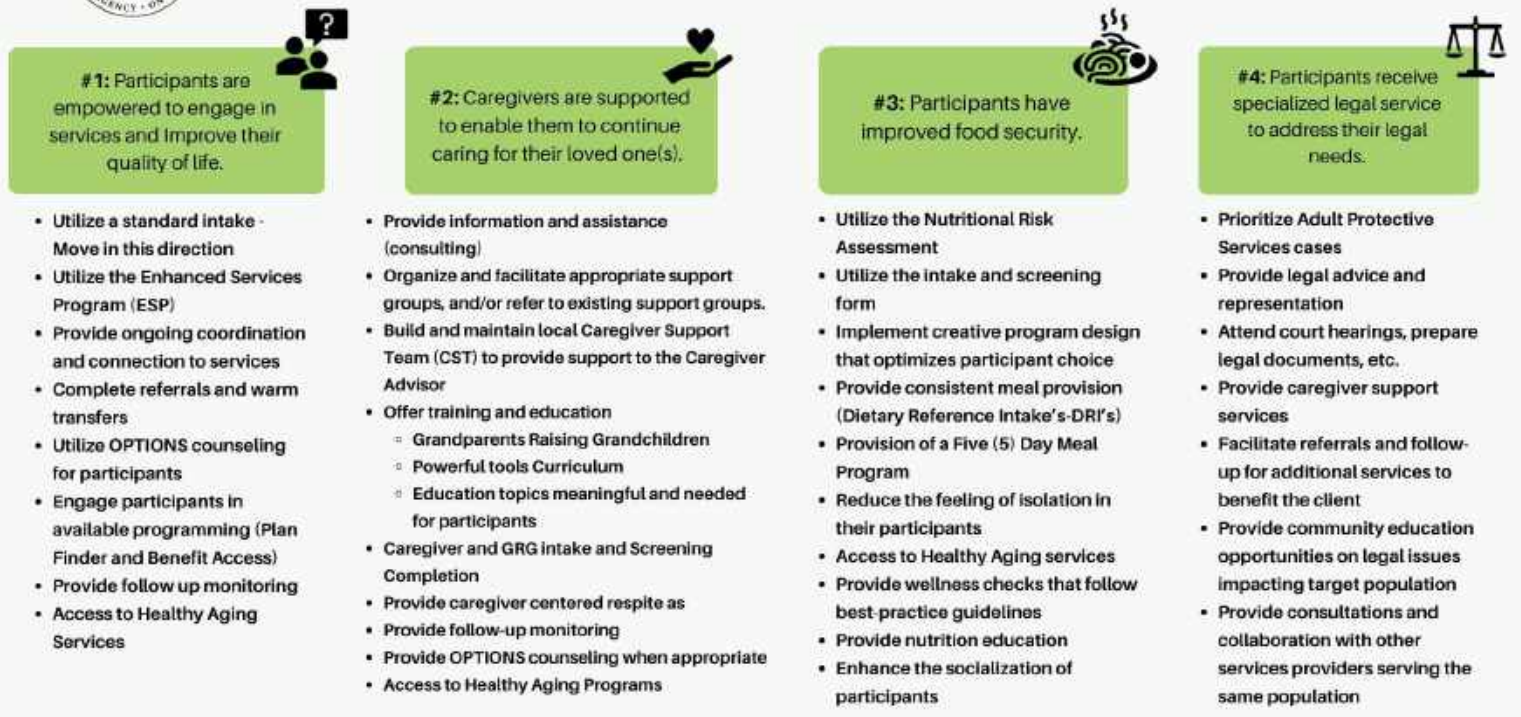 GENCY • ON
?
#1: Participants are
empowered to engage in
services and Improve their
quality of life.
• Utilize a standard intake -
Move in this direction
• Utilize the Enhanced Services
Program (ESP)
• Provide ongoing coordination
and connection to services
• Complete referrals and warm
transfers
• Utilize OPTIONS counseling
for participants
• Engage participants in
available programming (Plan
Finder and Benefit Access)
• Provide follow up monitoring
• Access to Healthy Aging
Services
#2: Caregivers are supported
to enable them to continue
caring for their loved one(s).
• Provide information and assistance
(consulting)
• Organize and facilitate appropriate support
groups, and/or refer to existing support groups.
• Build and maintain local Caregiver Support
Team (CST) to provide support to the Caregiver
Advisor
• Offer training and education
◦ Grandparents Raising Grandchildren
◦ Powerful tools Curriculum
◦ Education topics meaningful and needed
for participants
• Caregiver and GRG intake and Screening
Completion
• Provide caregiver centered respite as
• Provide follow-up monitoring
• Provide OPTIONS counseling when appropriate
• Access to Healthy Aging Programs
#3: Participants have
improved food security.
• Utilize the Nutritional Risk
Assessment
• Utilize the intake and screening
form
• Implement creative program design
that optimizes participant choice
• Provide consistent meal provision
(Dietary Reference Intake's-DRI's)
• Provision of a Five (5) Day Meal
Program
• Reduce the feeling of isolation in
their participants
• Access to Healthy Aging services
• Provide wellness checks that follow
best-practice guidelines
• Provide nutrition education
• Enhance the socialization of
participants
#4: Participants receive
specialized legal service
to address their legal
needs.
• Prioritize Adult Protective
Services cases
• Provide legal advice and
representation
• Attend court hearings, prepare
legal documents, etc.
• Provide caregiver support
services
• Facilitate referrals and follow-
up for additional services to
benefit the client
• Provide community education
opportunities on legal issues
impacting target population
• Provide consultations and
collaboration with other
services providers serving the
same population